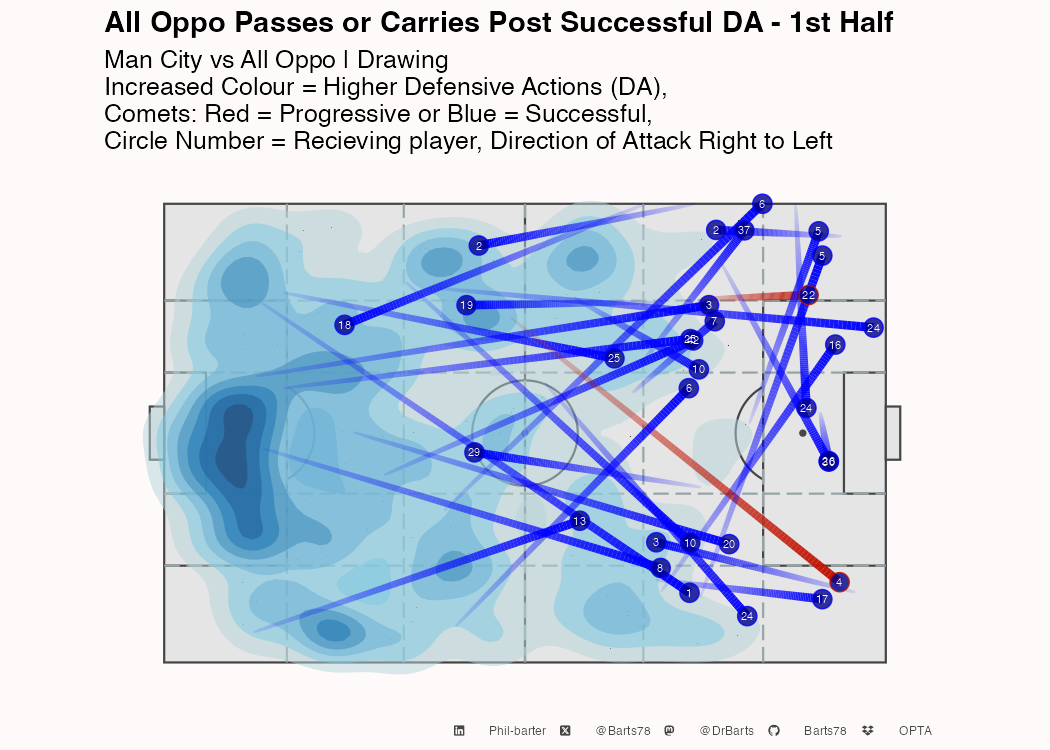 All Oppo Passes or Carries Post Successful DA - 1st Half
Man City vs All Oppo | Drawing
Increased Colour = Higher Defensive Actions (DA),
Comets: Red = Progressive or Blue = Successful,
Circle Number = Recieving player, Direction of Attack Right to Left
6
2 37 5
2
5
22
19 3
18 7 24
25 42 16
25
10
6
24
29
26
13
3 10 20
8
4
1 17
24
Phil-barter @Barts78 @DrBarts Barts78 OPTA